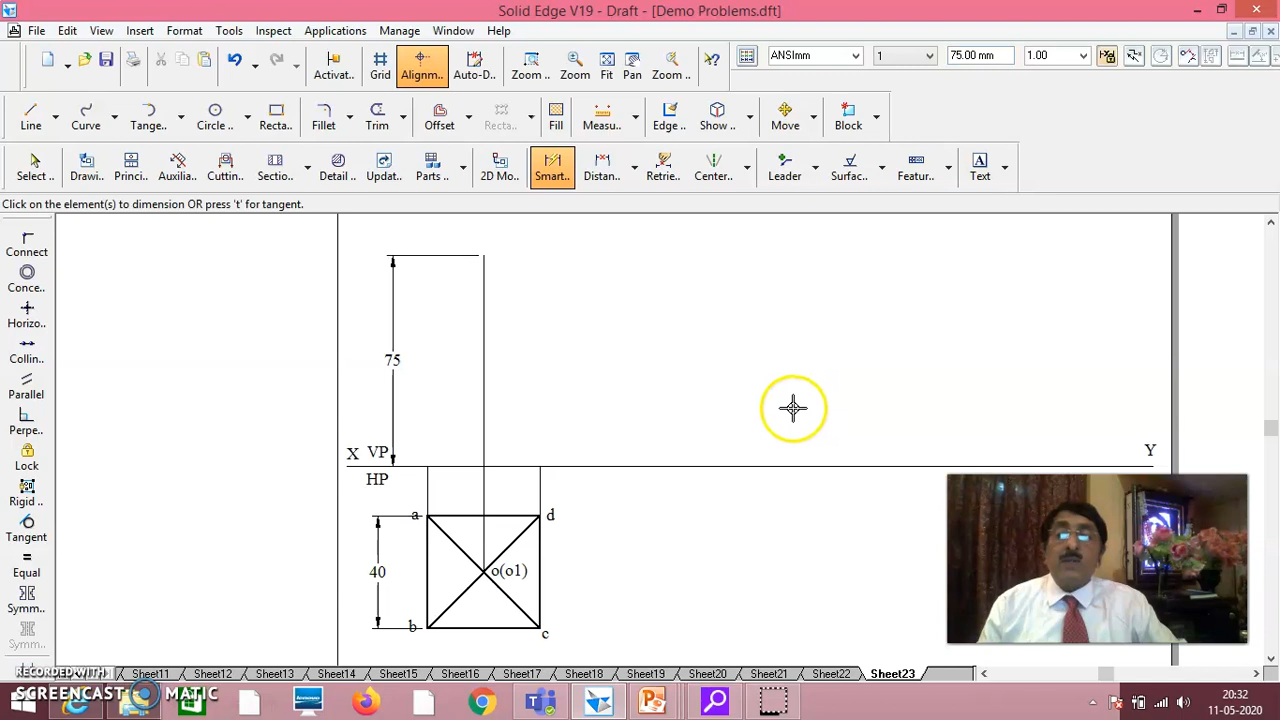 Solid Edge V19 - Draft - [Demo Problems.dft]
File Edit View Insert Format Tools Inspect Applications Manage Window Help
Activat.. Grid Alignm.. Auto-D.. Zoom .. Zoom Fit Pan Zoom .. ANSImm 1 75.00 mm 1.00
Line Curve Tange.. Circle .. Recta.. Fillet Trim Offset Recta.. Fill Measu.. Edge .. Show .. Move Block
Select .. Drawi.. Princi.. Auxilia.. Cuttin.. Sectio.. Detail .. Updat.. Parts .. 2D Mo.. Smart.. Distan.. Retrie.. Center.. Leader Surfac.. Featur.. Text
Click on the element(s) to dimension OR press 't' for tangent.
Connect
Conce..
Horizo..
Collin..
Parallel
Perpe..
Lock
Rigid ..
Tangent
Equal
Symm..
Symm..
75
X VP
HP
Y
a
d
40
o(o1)
b
c
Sheet11 Sheet12 Sheet13 Sheet14 Sheet15 Sheet16 Sheet17 Sheet18 Sheet19 Sheet20 Sheet21 Sheet22 Sheet23
RECORDED WITH
SCREENCAST MATIC
20:32
11-05-2020